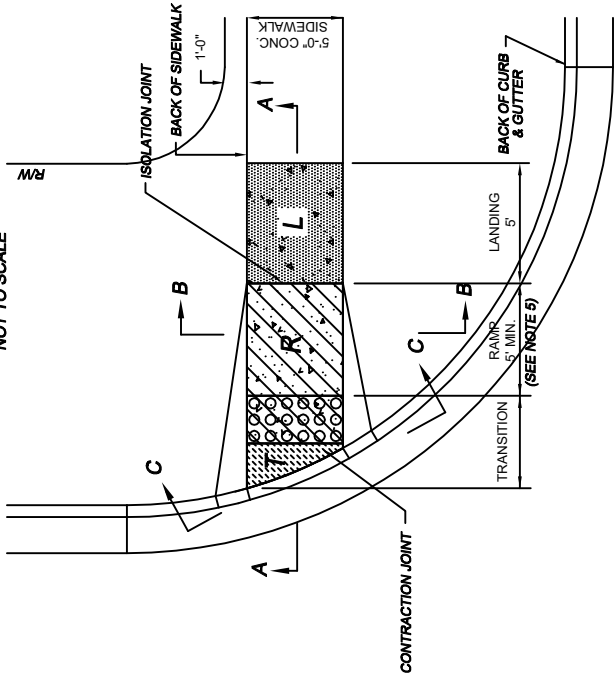 NOT TO SCALE
R/W
ISOLATION JOINT
BACK OF SIDEWALK
1'-0"
5'-0" CONC.
SIDEWALK
A
B
L
R
T
C
C
B
A
BACK OF CURB
& GUTTER
LANDING
5'
RAMP
5' MIN.
(SEE NOTE 5)
TRANSITION
CONTRACTION JOINT